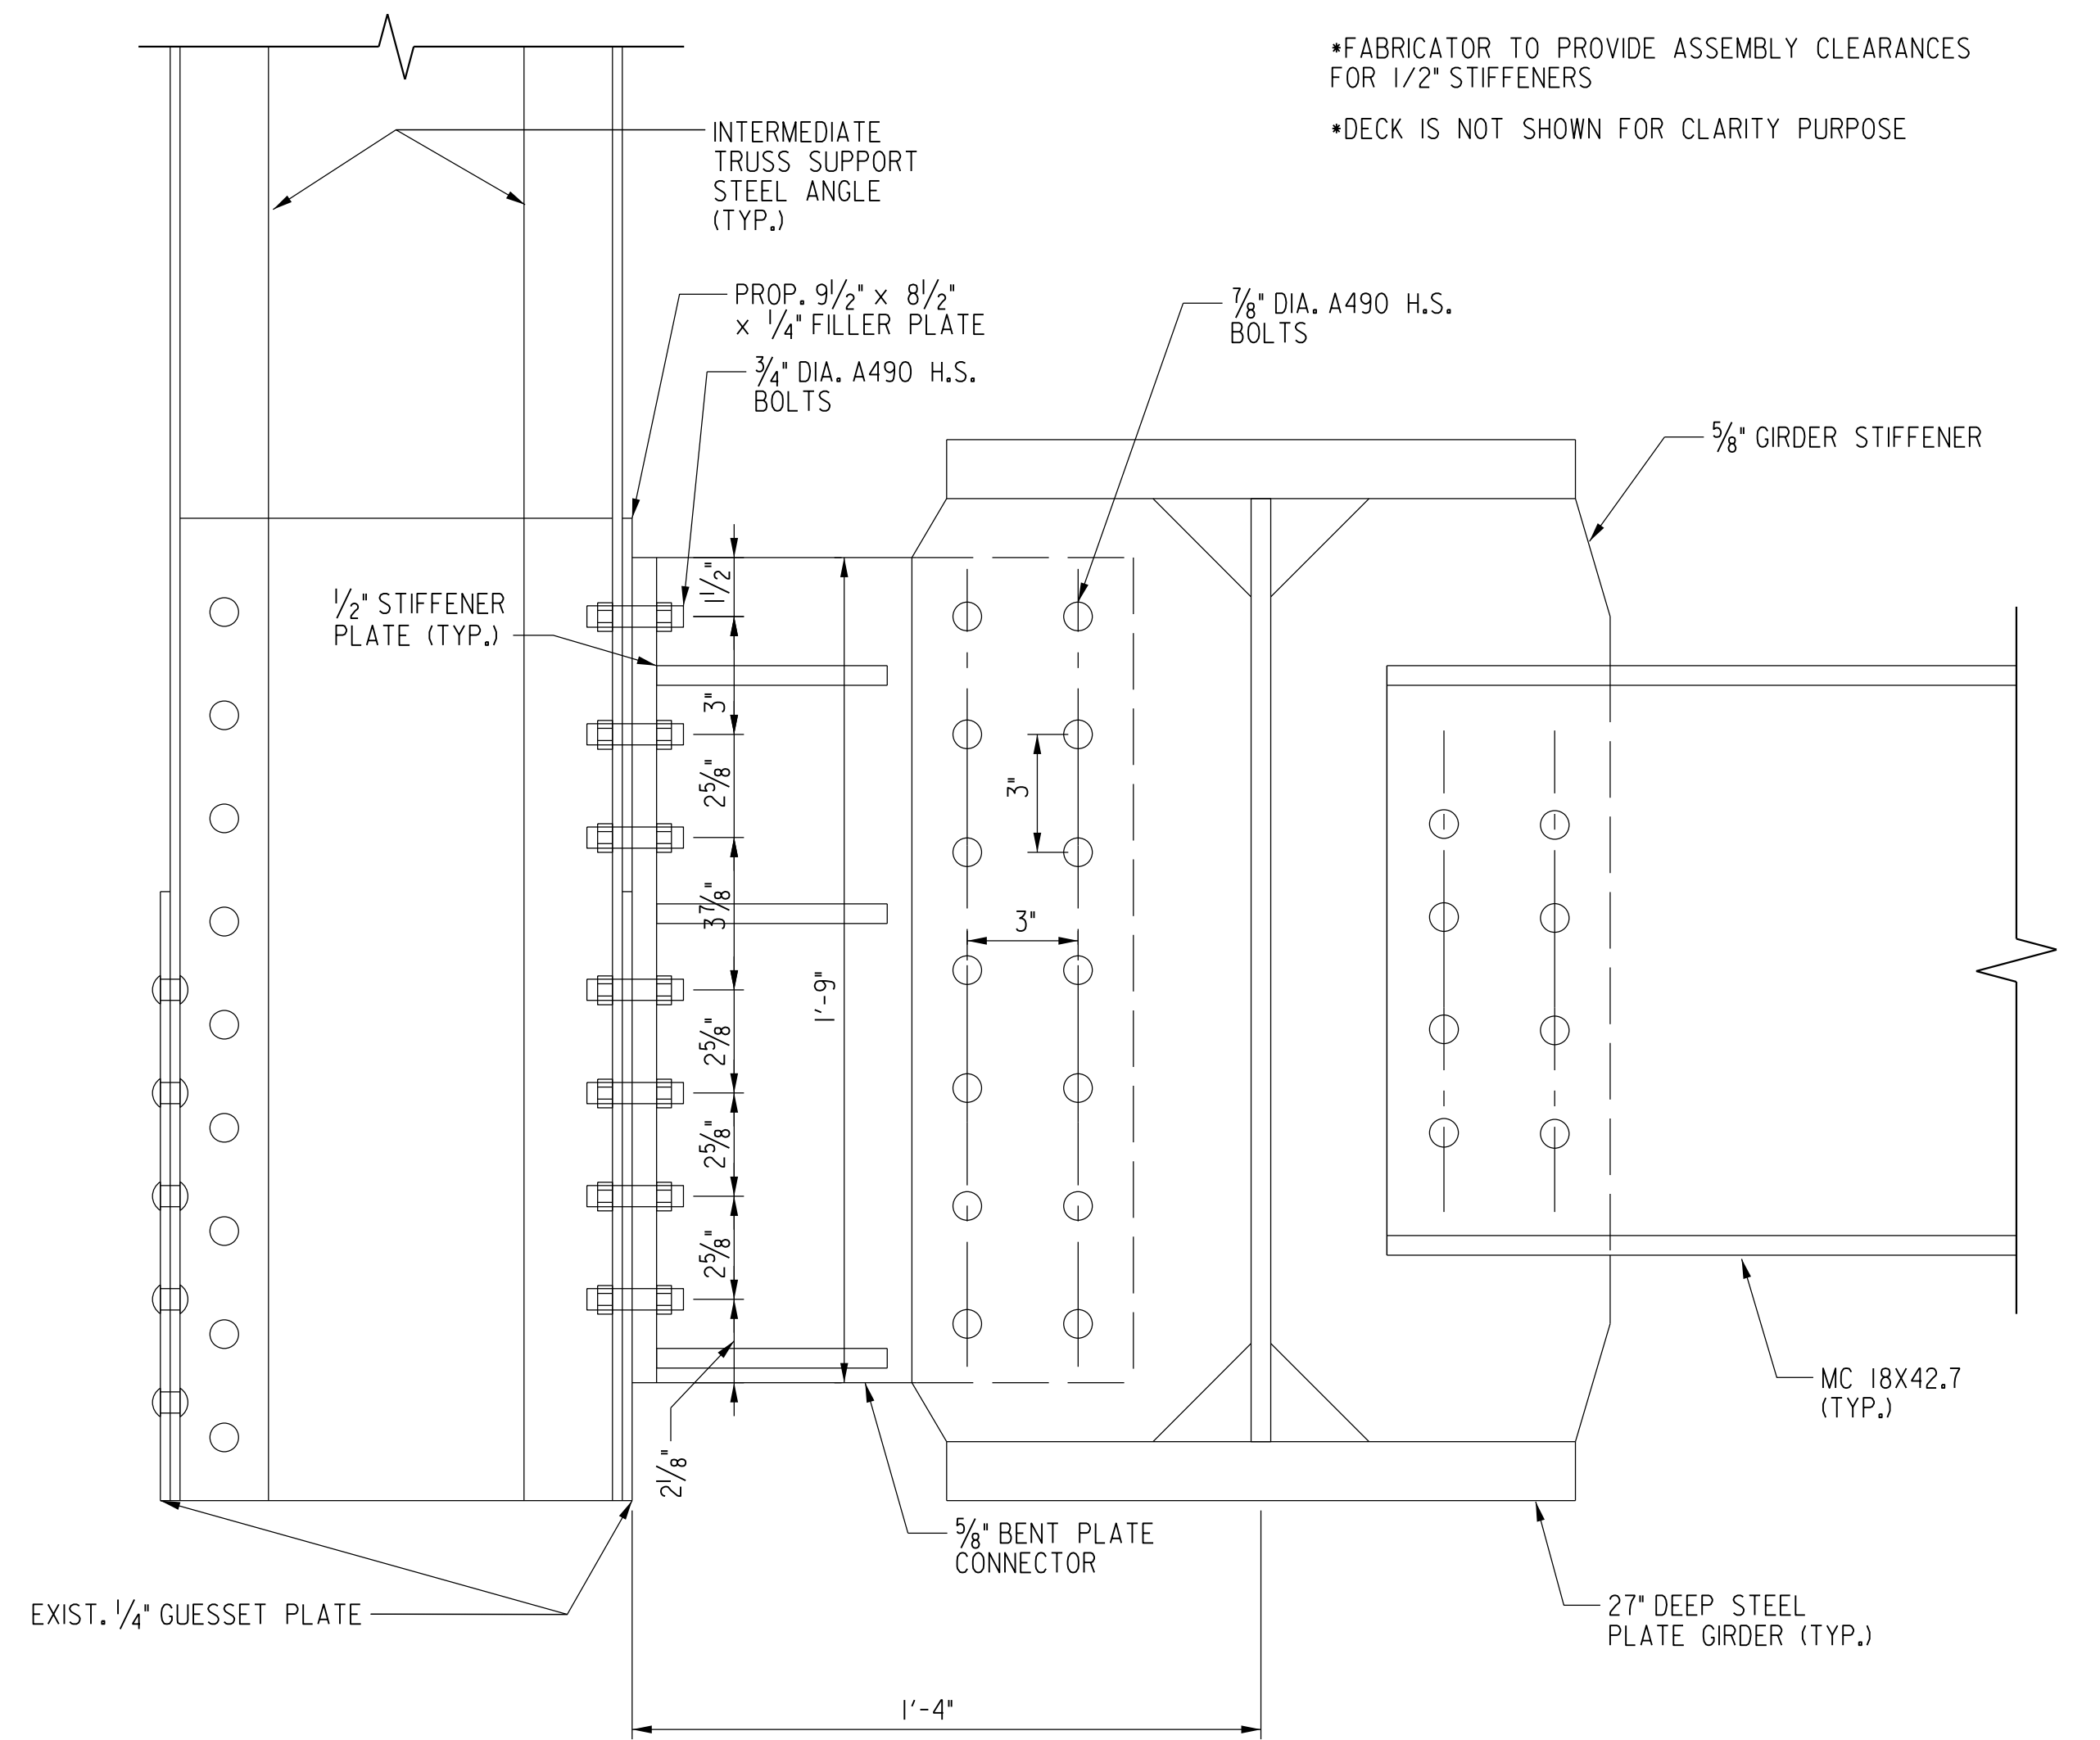 *FABRICATOR TO PROVIDE ASSEMBLY CLEARANCES
FOR 1/2" STIFFENERS
*DECK IS NOT SHOWN FOR CLARITY PURPOSE
INTERMEDIATE
TRUSS SUPPORT
STEEL ANGLE
(TYP.)
PROP. 9 1/2" x 8 1/2"
x 1/4" FILLER PLATE
3/4" DIA. A490 H.S.
BOLTS
7/8" DIA. A490 H.S.
BOLTS
5/8" GIRDER STIFFENER
1/2" STIFFENER
PLATE (TYP.)
1 1/2"
3"
2 5/8"
3 7/8"
2 5/8"
2 5/8"
2 5/8"
2 1/8"
1'-9"
3"
3"
MC 18X42.7
(TYP.)
5/8" BENT PLATE
CONNECTOR
EXIST. 1/4" GUESSET PLATE
27" DEEP STEEL
PLATE GIRDER (TYP.)
1'-4"